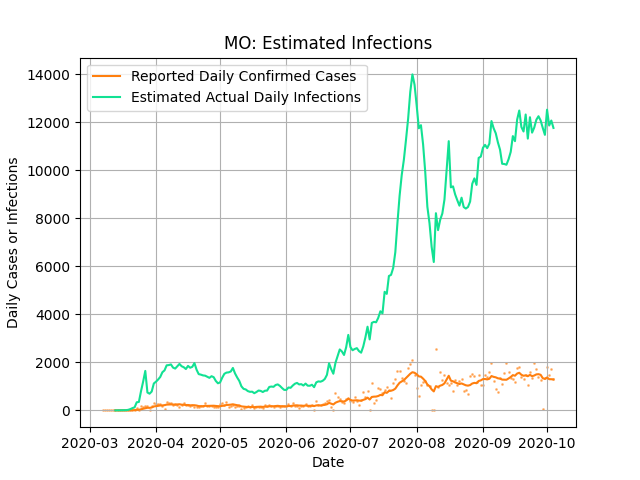 MO: Estimated Infections
Reported Daily Confirmed Cases
Estimated Actual Daily Infections
Daily Cases or Infections
14000
12000
10000
8000
6000
4000
2000
0
2020-03 2020-04 2020-05 2020-06 2020-07 2020-08 2020-09 2020-10
Date